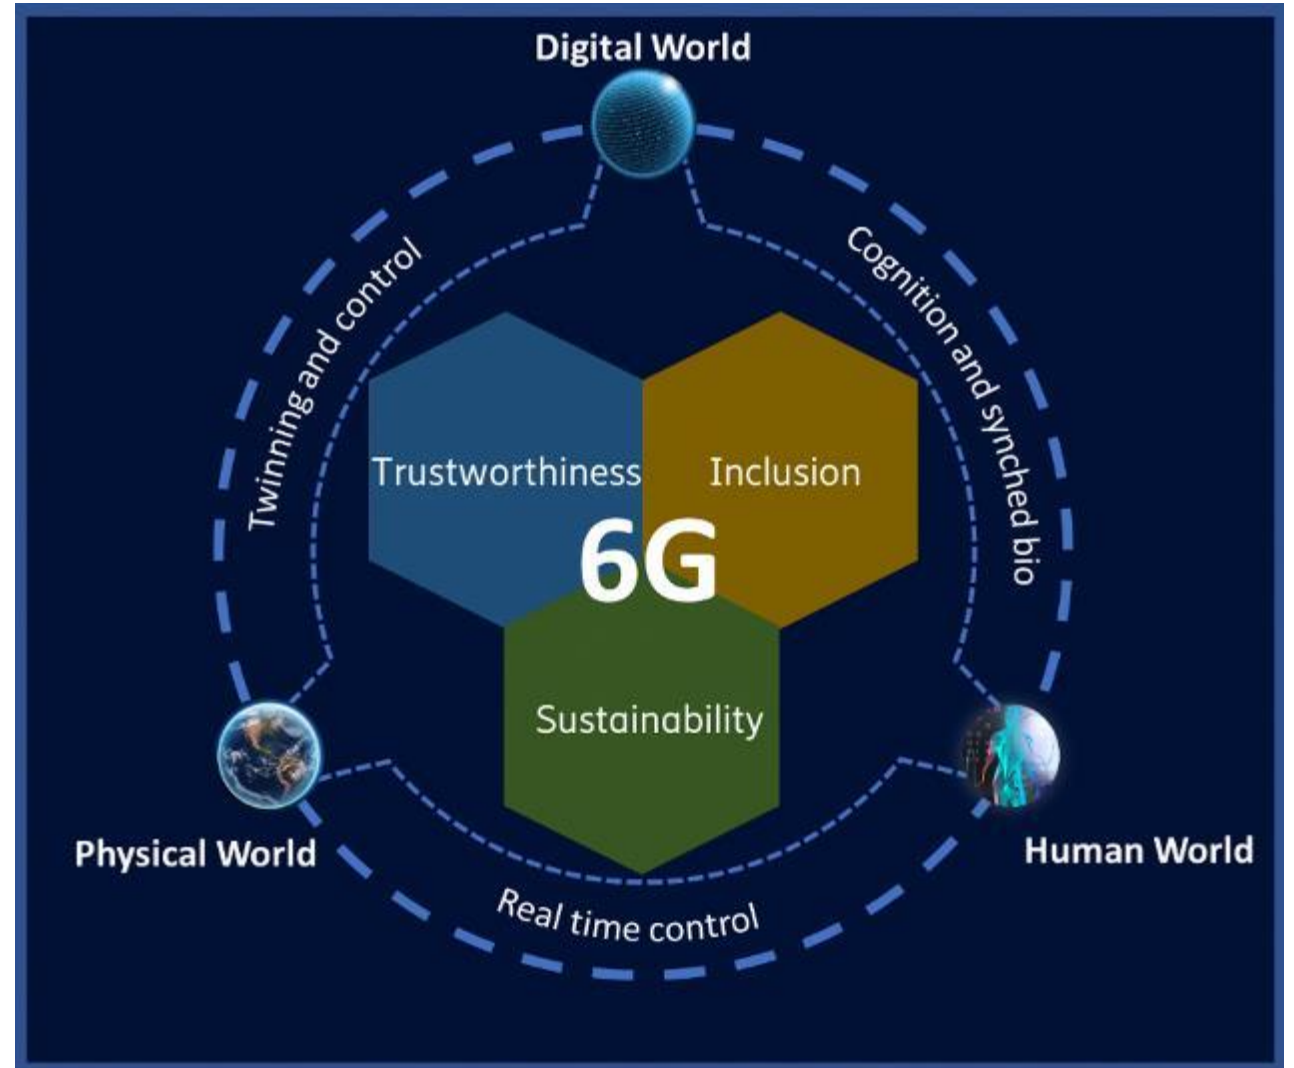 Digital World
Twinning and control
Cognition and synched bio
Trustworthiness
Inclusion
6G
Sustainability
Physical World
Human World
Real time control